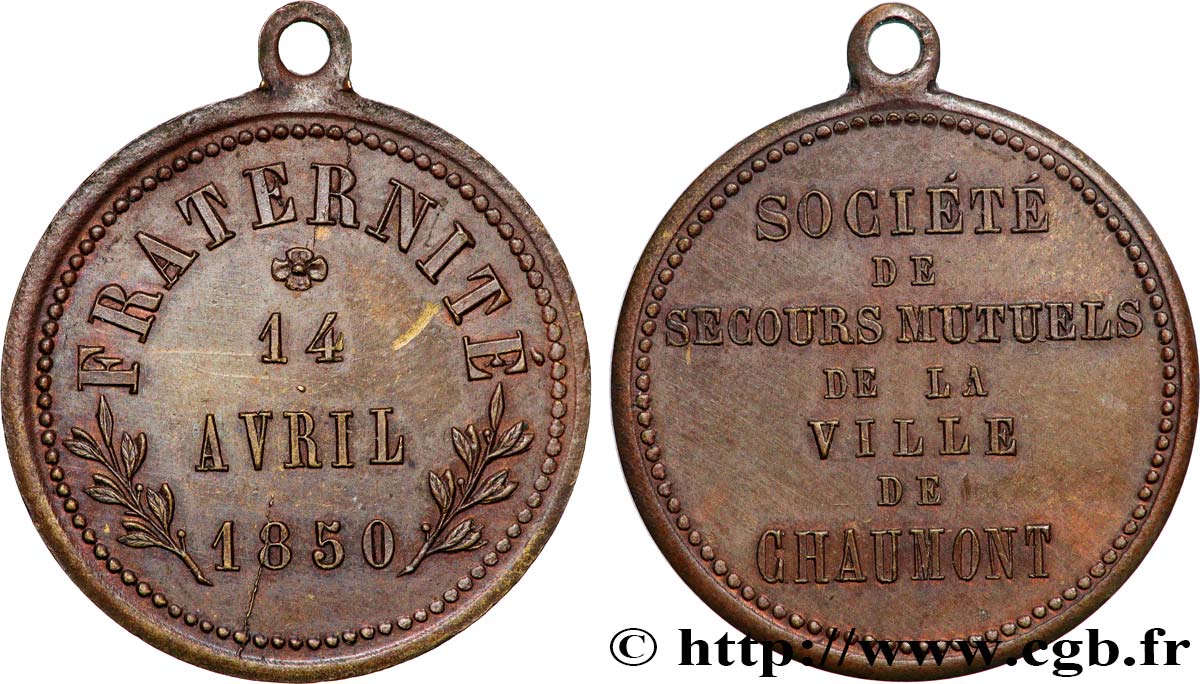 FRATERNITÉ
14
AVRIL
1850
SOCIÉTÉ
DE
SECOURS MUTUELS
DE LA
VILLE
DE
CHAUMONT
© http://www.cgb.fr